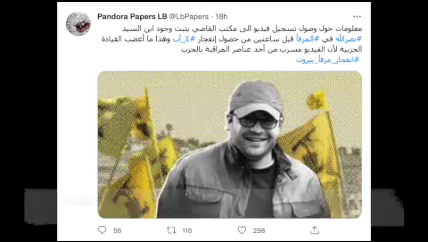 Pandora Papers LB @LbPapers · 18h
معلومات حول وصول تسجيل فيديو الى مكتب القاضي يثبت وجود ابن السيد
#نصرالله في #المرفأ قبل ساعتين من حصول إنفجار #4_آب وهذا ما أغضب القيادة
الحزبية لأن الفيديو مسرب من أحد عناصر المراقبة بالحزب
#انفجار_مرفأ_بيروت
56 116 298